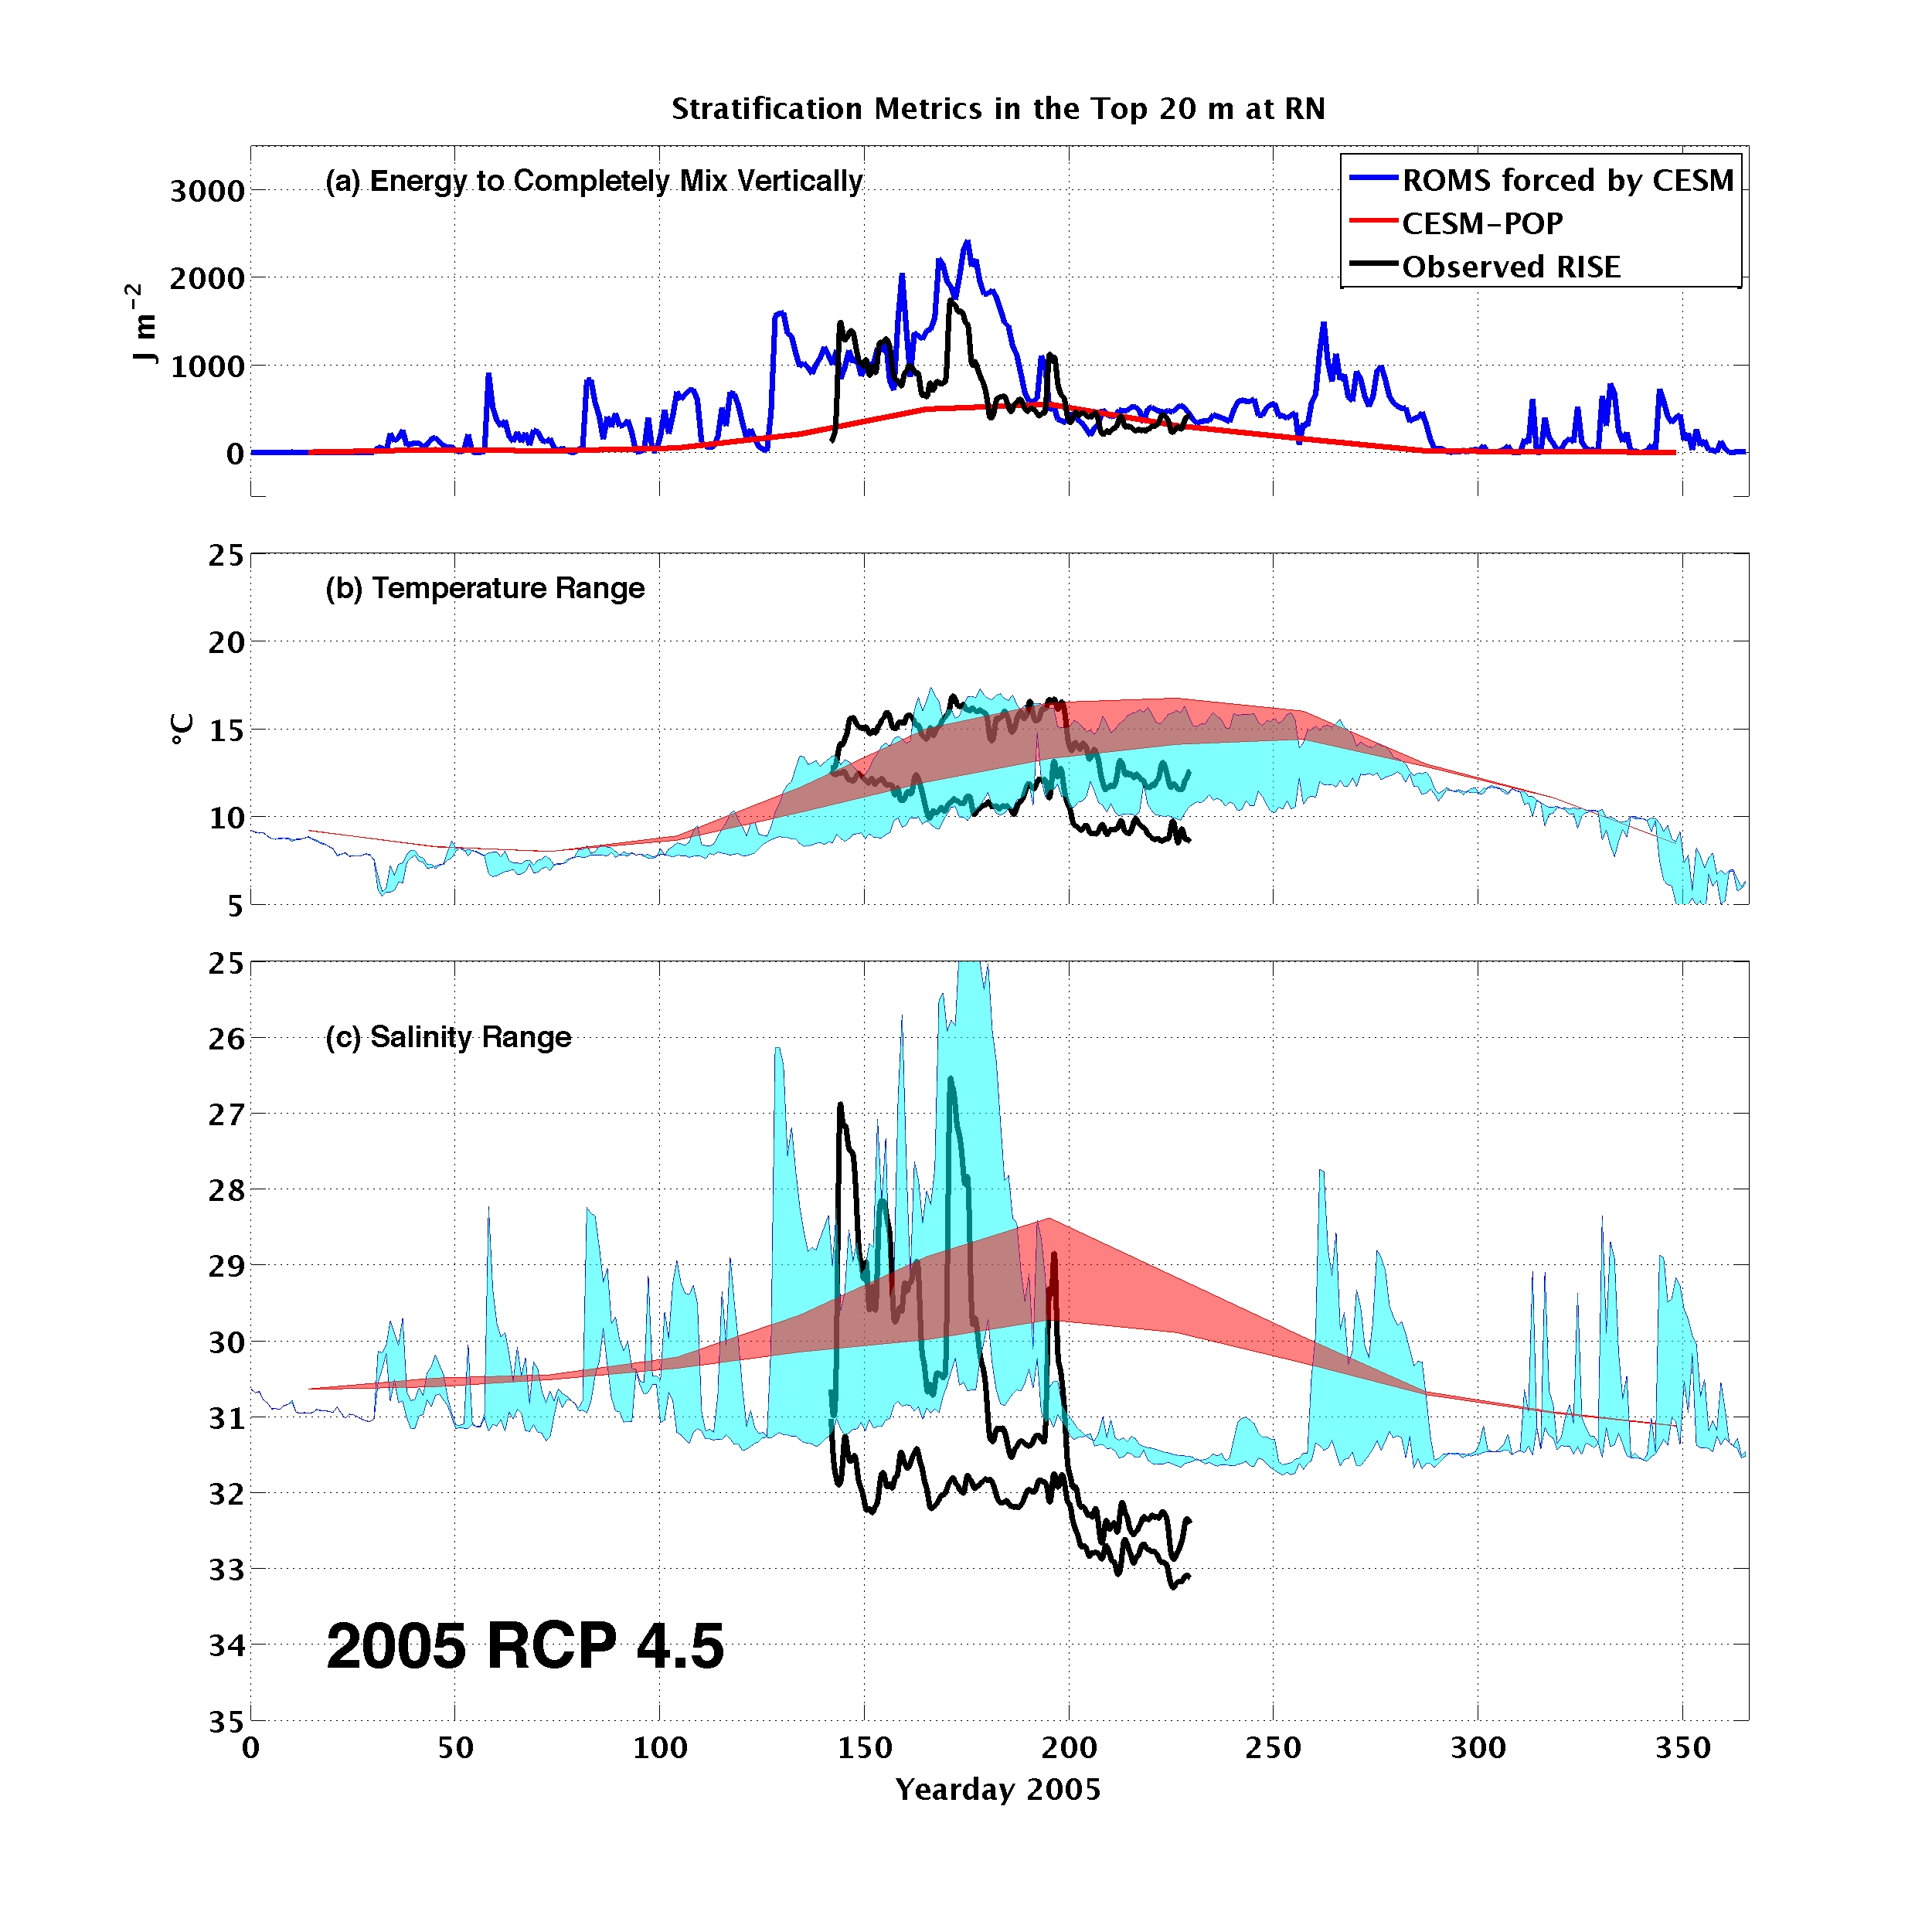 Stratification Metrics in the Top 20 m at RN
(a) Energy to Completely Mix Vertically
ROMS forced by CESM
CESM-POP
Observed RISE
J m⁻²
3000
2000
1000
0
(b) Temperature Range
°C
25
20
15
10
5
(c) Salinity Range
25
26
27
28
29
30
31
32
33
34
35
2005 RCP 4.5
0 50 100 150 200 250 300 350
Yearday 2005